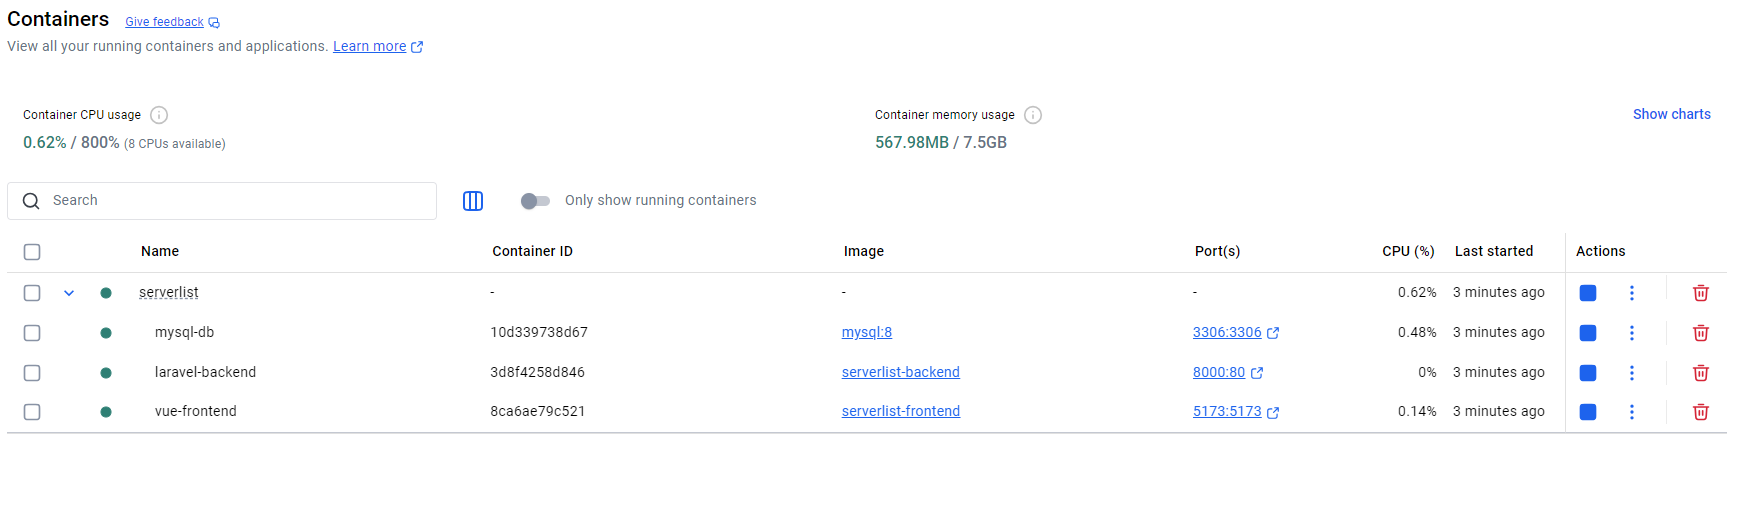 Containers Give feedback
View all your running containers and applications. Learn more
Container CPU usage Container memory usage Show charts
0.62% / 800% (8 CPUs available) 567.98MB / 7.5GB
Search Only show running containers
Name Container ID Image Port(s) CPU (%) Last started Actions
serverlist - - - 0.62% 3 minutes ago
mysql-db 10d339738d67 mysql:8 3306:3306 0.48% 3 minutes ago
laravel-backend 3d8f4258d846 serverlist-backend 8000:80 0% 3 minutes ago
vue-frontend 8ca6ae79c521 serverlist-frontend 5173:5173 0.14% 3 minutes ago